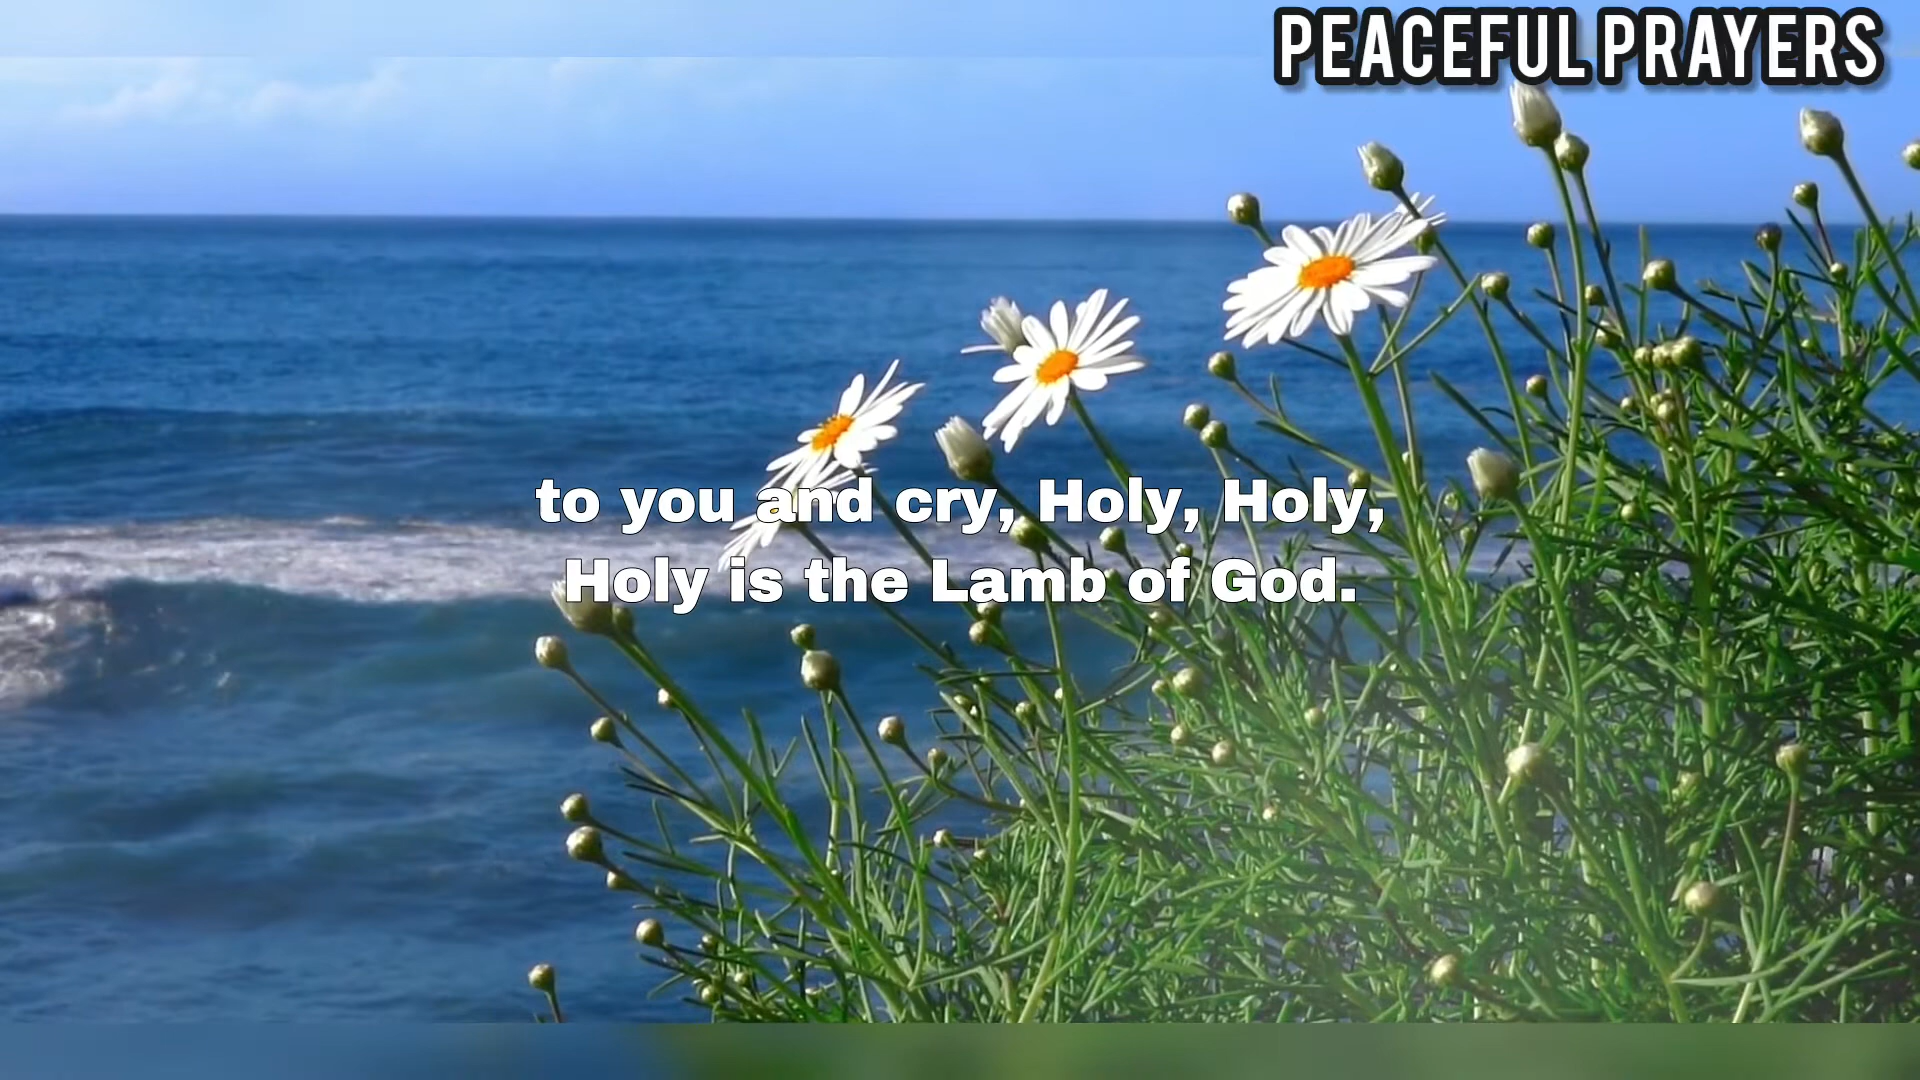 PEACEFUL PRAYERS
to you and cry, Holy, Holy,
Holy is the Lamb of God.